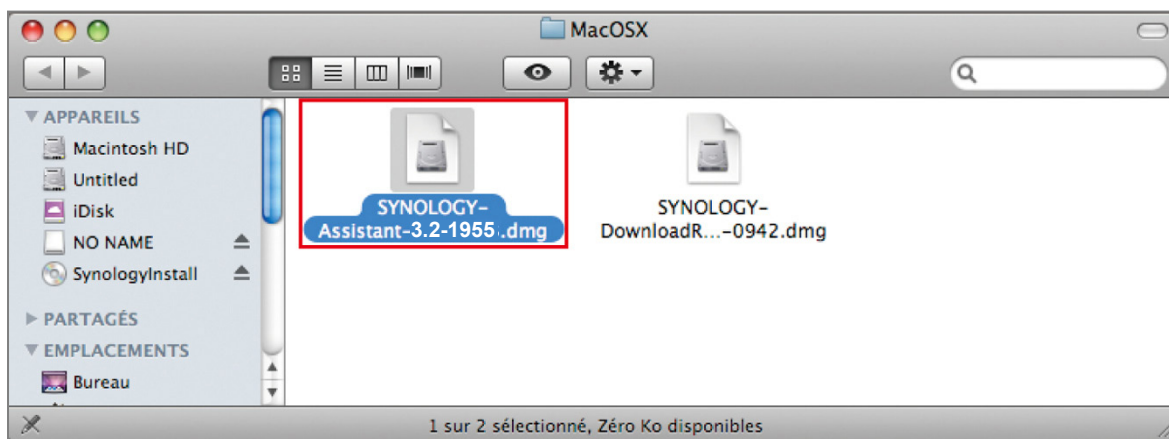 MacOSX
APPAREILS
Macintosh HD
Untitled
iDisk
NO NAME
SynologyInstall
PARTAGÉS
EMPLACEMENTS
Bureau
SYNOLOGY-
Assistant-3.2-1955.dmg
SYNOLOGY-
DownloadR...-0942.dmg
1 sur 2 sélectionné, Zéro Ko disponibles